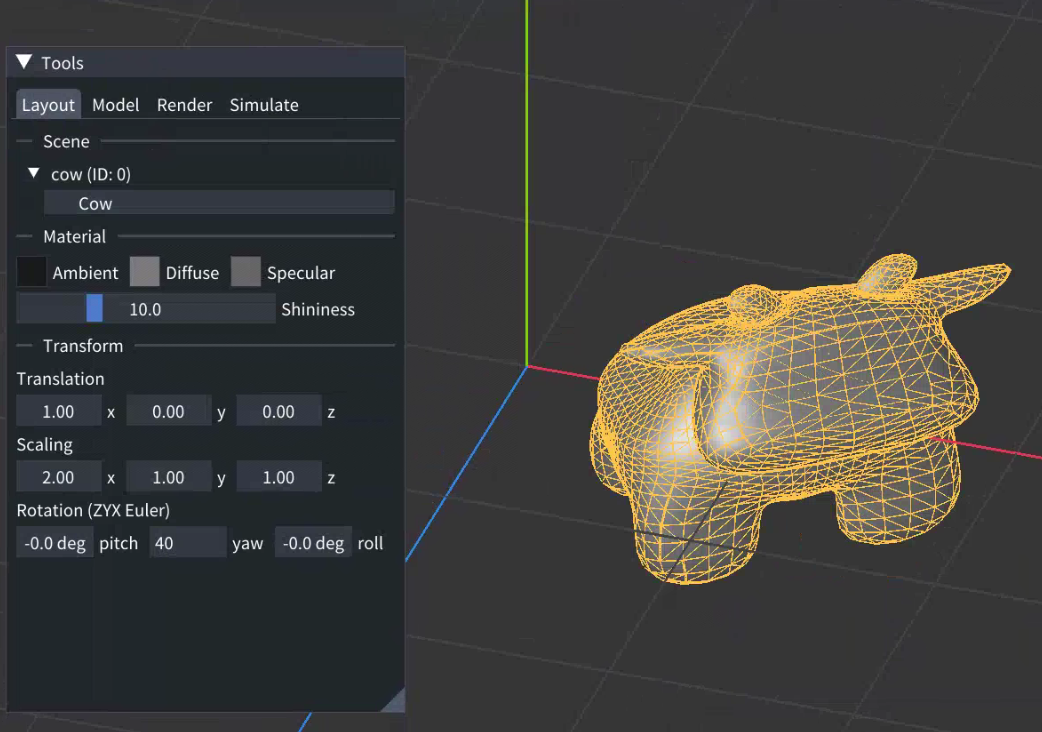 Tools
Layout Model Render Simulate
Scene
cow (ID: 0)
Cow
Material
Ambient Diffuse Specular
10.0 Shininess
Transform
Translation
1.00 x 0.00 y 0.00 z
Scaling
2.00 x 1.00 y 1.00 z
Rotation (ZYX Euler)
-0.0 deg pitch 40 yaw -0.0 deg roll